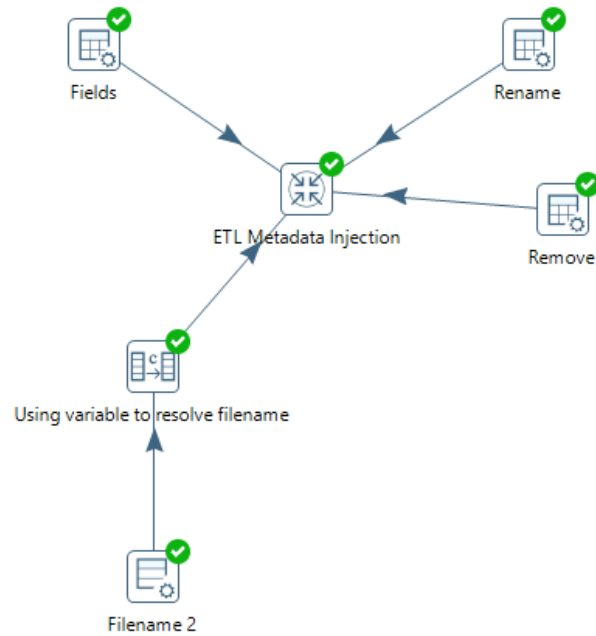 Fields
Rename
ETL Metadata Injection
Remove
C
Using variable to resolve filename
Filename 2